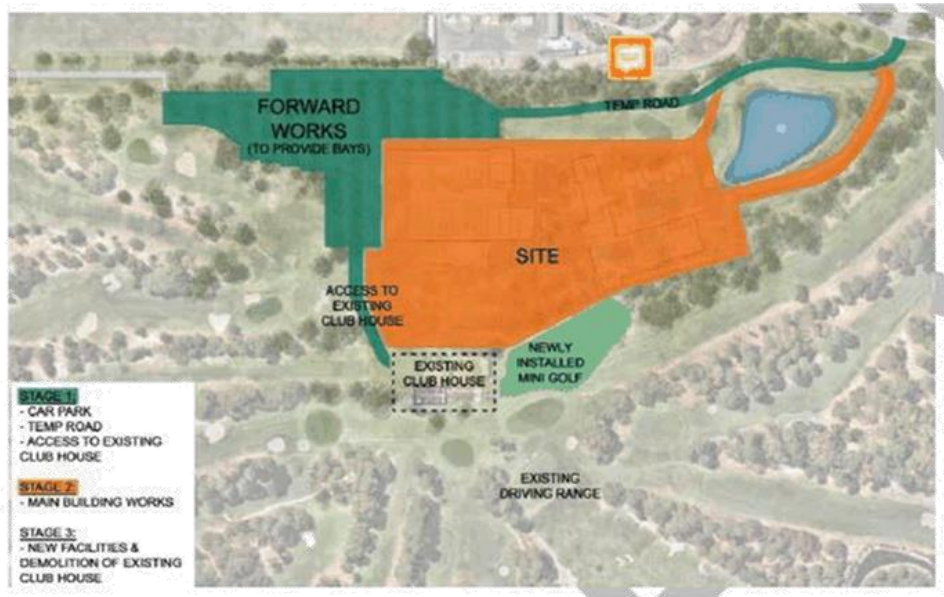 FORWARD
WORKS
(TO PROVIDE BAYS)
TEMP ROAD
SITE
ACCESS TO
EXISTING
CLUB HOUSE
EXISTING
CLUB HOUSE
NEWLY
INSTALLED
MINI GOLF
EXISTING
DRIVING RANGE
STAGE 1:
- CAR PARK
- TEMP ROAD
- ACCESS TO EXISTING
CLUB HOUSE
STAGE 2:
- MAIN BUILDING WORKS
STAGE 3:
- NEW FACILITIES &
DEMOLITION OF EXISTING
CLUB HOUSE